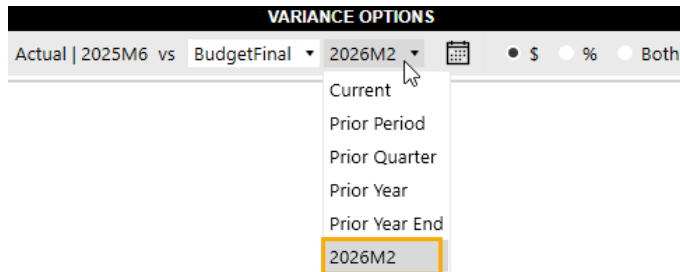 VARIANCE OPTIONS
Actual | 2025M6 vs BudgetFinal 2026M2 $ % Both
Current
Prior Period
Prior Quarter
Prior Year
Prior Year End
2026M2